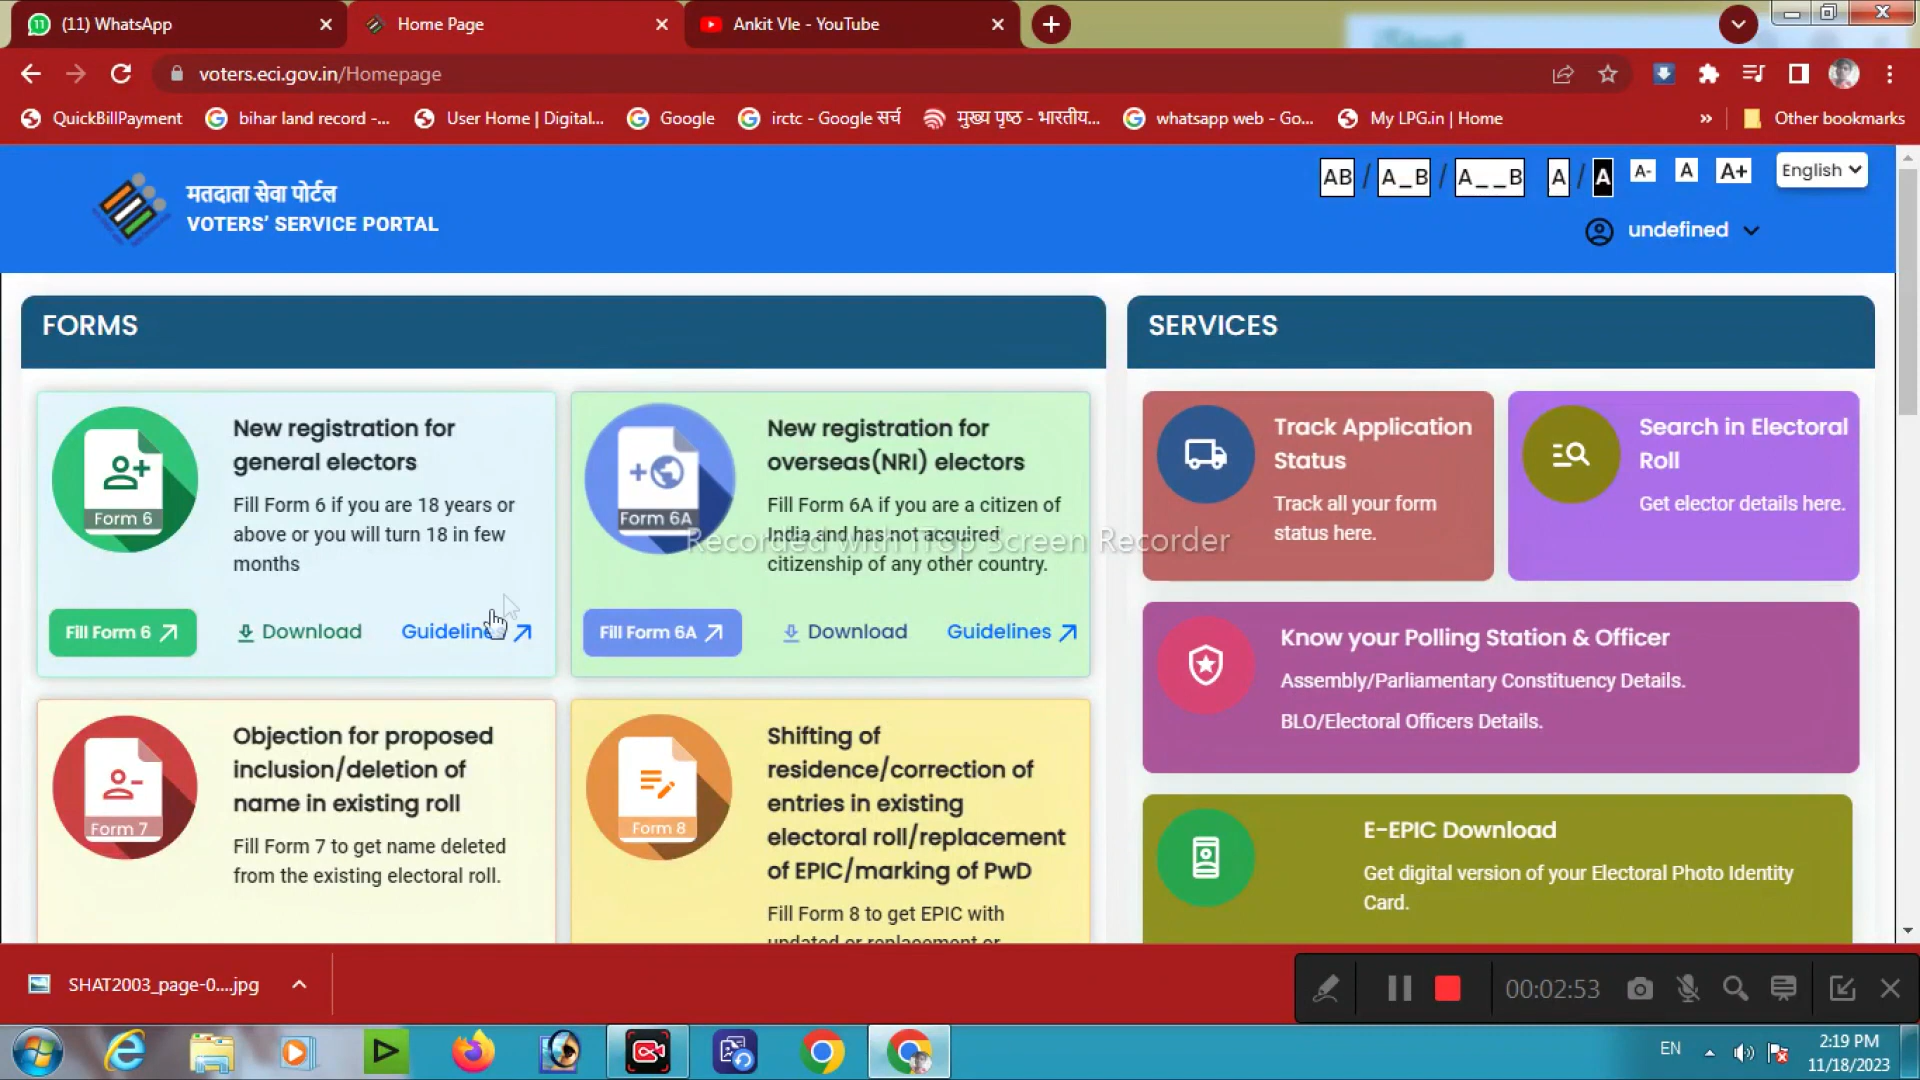 (11) WhatsApp
Home Page
Ankit Vle - YouTube
voters.eci.gov.in/Homepage
QuickBillPayment
bihar land record -...
User Home | Digital...
Google
irctc - Google सर्च
मुख्य पृष्ठ - भारतीय...
whatsapp web - Go...
My LPG.in | Home
»
Other bookmarks
मतदाता सेवा पोर्टल
VOTERS' SERVICE PORTAL
AB / A_B / A__B A / A A- A A+
English
undefined
FORMS
New registration for
general electors
Form 6
Fill Form 6 if you are 18 years or
above or you will turn 18 in few
months
Fill Form 6
Download
Guidelines
New registration for
overseas(NRI) electors
Form 6A
Fill Form 6A if you are a citizen of
India and has not acquired
citizenship of any other country.
Fill Form 6A
Download
Guidelines
Recorded with iTop Screen Recorder
Objection for proposed
inclusion/deletion of
name in existing roll
Form 7
Fill Form 7 to get name deleted
from the existing electoral roll.
Shifting of
residence/correction of
entries in existing
electoral roll/replacement
of EPIC/marking of PwD
Form 8
Fill Form 8 to get EPIC with
updated or replacement or
SERVICES
Track Application
Status
Track all your form
status here.
Search in Electoral
Roll
Get elector details here.
Know your Polling Station & Officer
Assembly/Parliamentary Constituency Details.
BLO/Electoral Officers Details.
E-EPIC Download
Get digital version of your Electoral Photo Identity
Card.
SHAT2003_page-0....jpg
00:02:53
EN
2:19 PM
11/18/2023